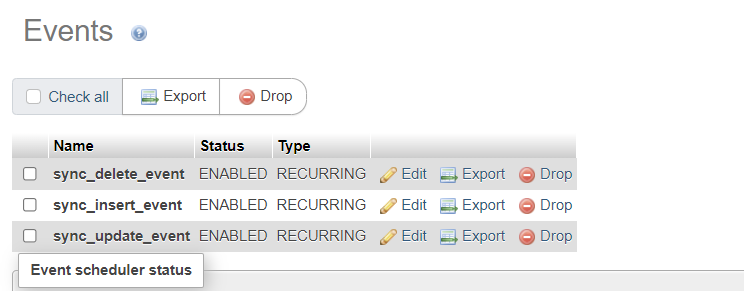 Events
Check all Export Drop
Name Status Type
sync_delete_event ENABLED RECURRING Edit Export Drop
sync_insert_event ENABLED RECURRING Edit Export Drop
sync_update_event ENABLED RECURRING Edit Export Drop
Event scheduler status